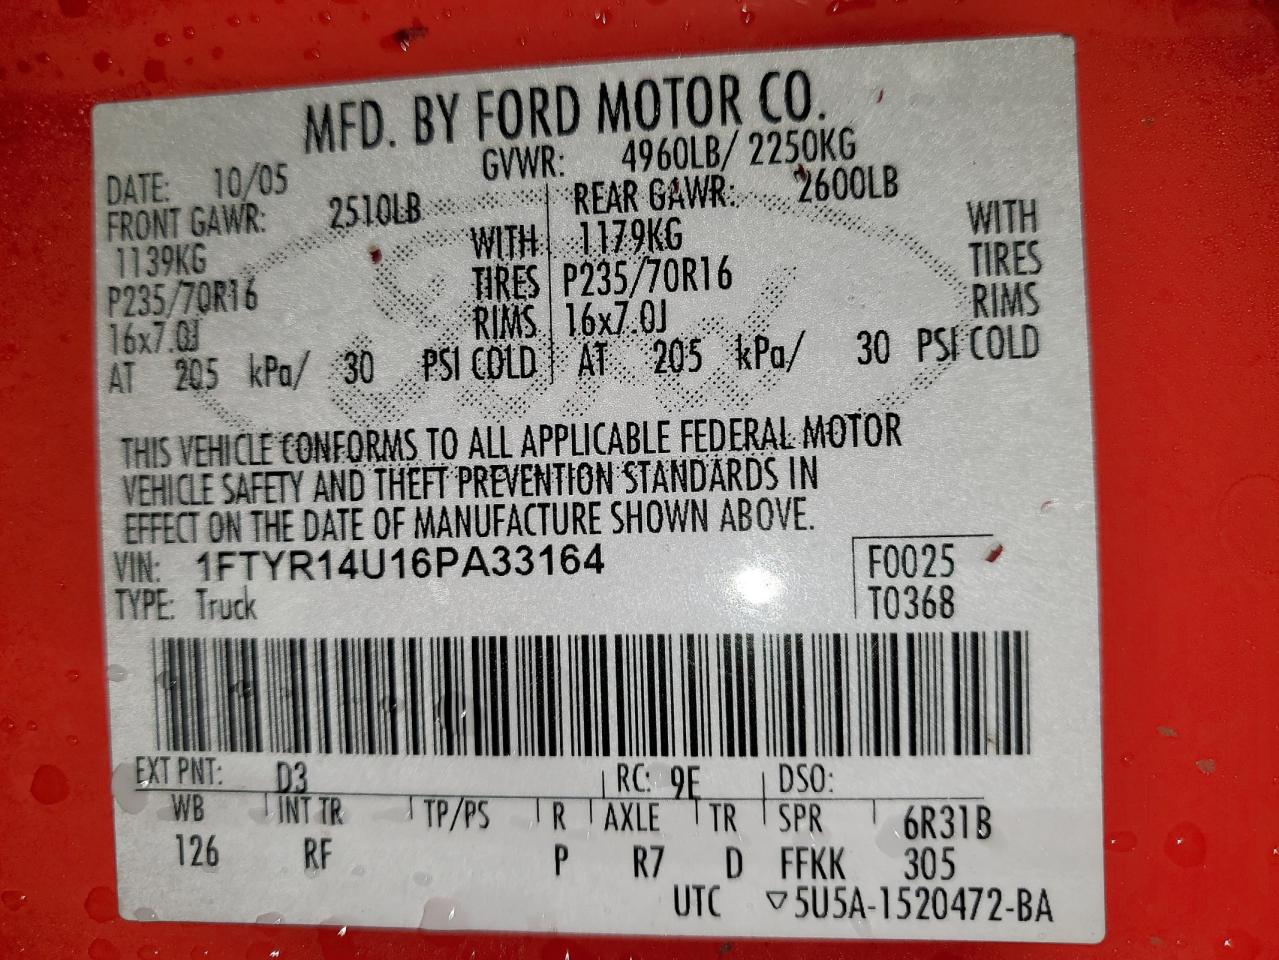 MFD. BY FORD MOTOR CO.
DATE: 10/05 GVWR: 4960LB/ 2250KG
FRONT GAWR: 2510LB REAR GAWR: 2600LB
1139KG WITH 1179KG WITH
P235/70R16 TIRES P235/70R16 TIRES
16x7.0J RIMS 16x7.0J RIMS
AT 205 kPa/ 30 PSI COLD AT 205 kPa/ 30 PSI COLD
THIS VEHICLE CONFORMS TO ALL APPLICABLE FEDERAL MOTOR
VEHICLE SAFETY AND THEFT PREVENTION STANDARDS IN
EFFECT ON THE DATE OF MANUFACTURE SHOWN ABOVE.
VIN: 1FTYR14U16PA33164 F0025
TYPE: Truck T0368
EXT PNT: D3 RC: 9E DSO:
WB INT TR TP/PS R AXLE TR SPR 6R31B
126 RF P R7 D FFKK 305
UTC ▽5U5A-1520472-BA